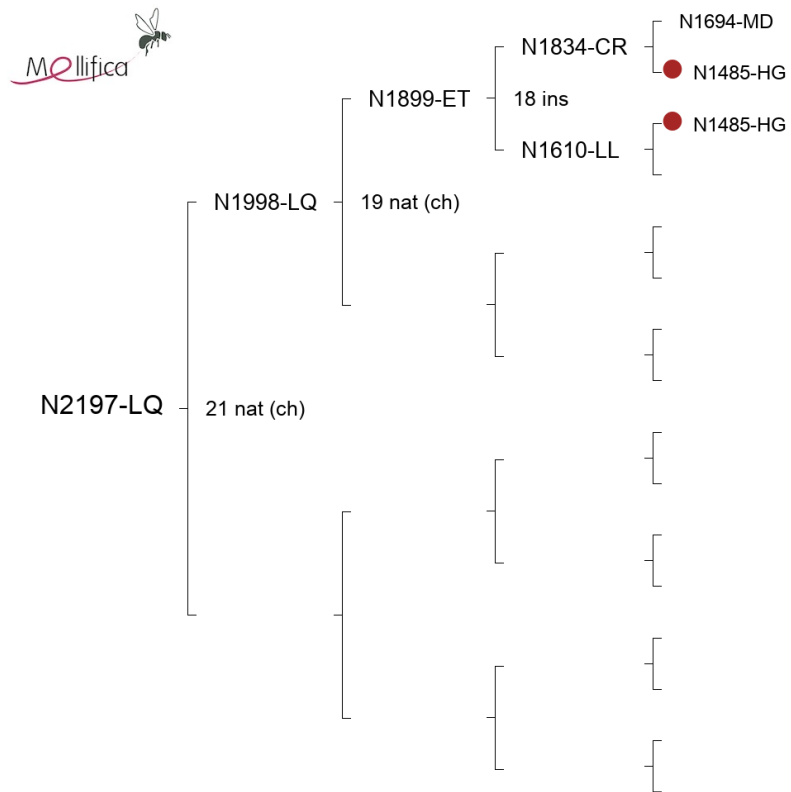 Mellifica
N1694-MD
N1834-CR
N1485-HG
N1899-ET
18 ins
N1485-HG
N1610-LL
N1998-LQ
19 nat (ch)
N2197-LQ
21 nat (ch)